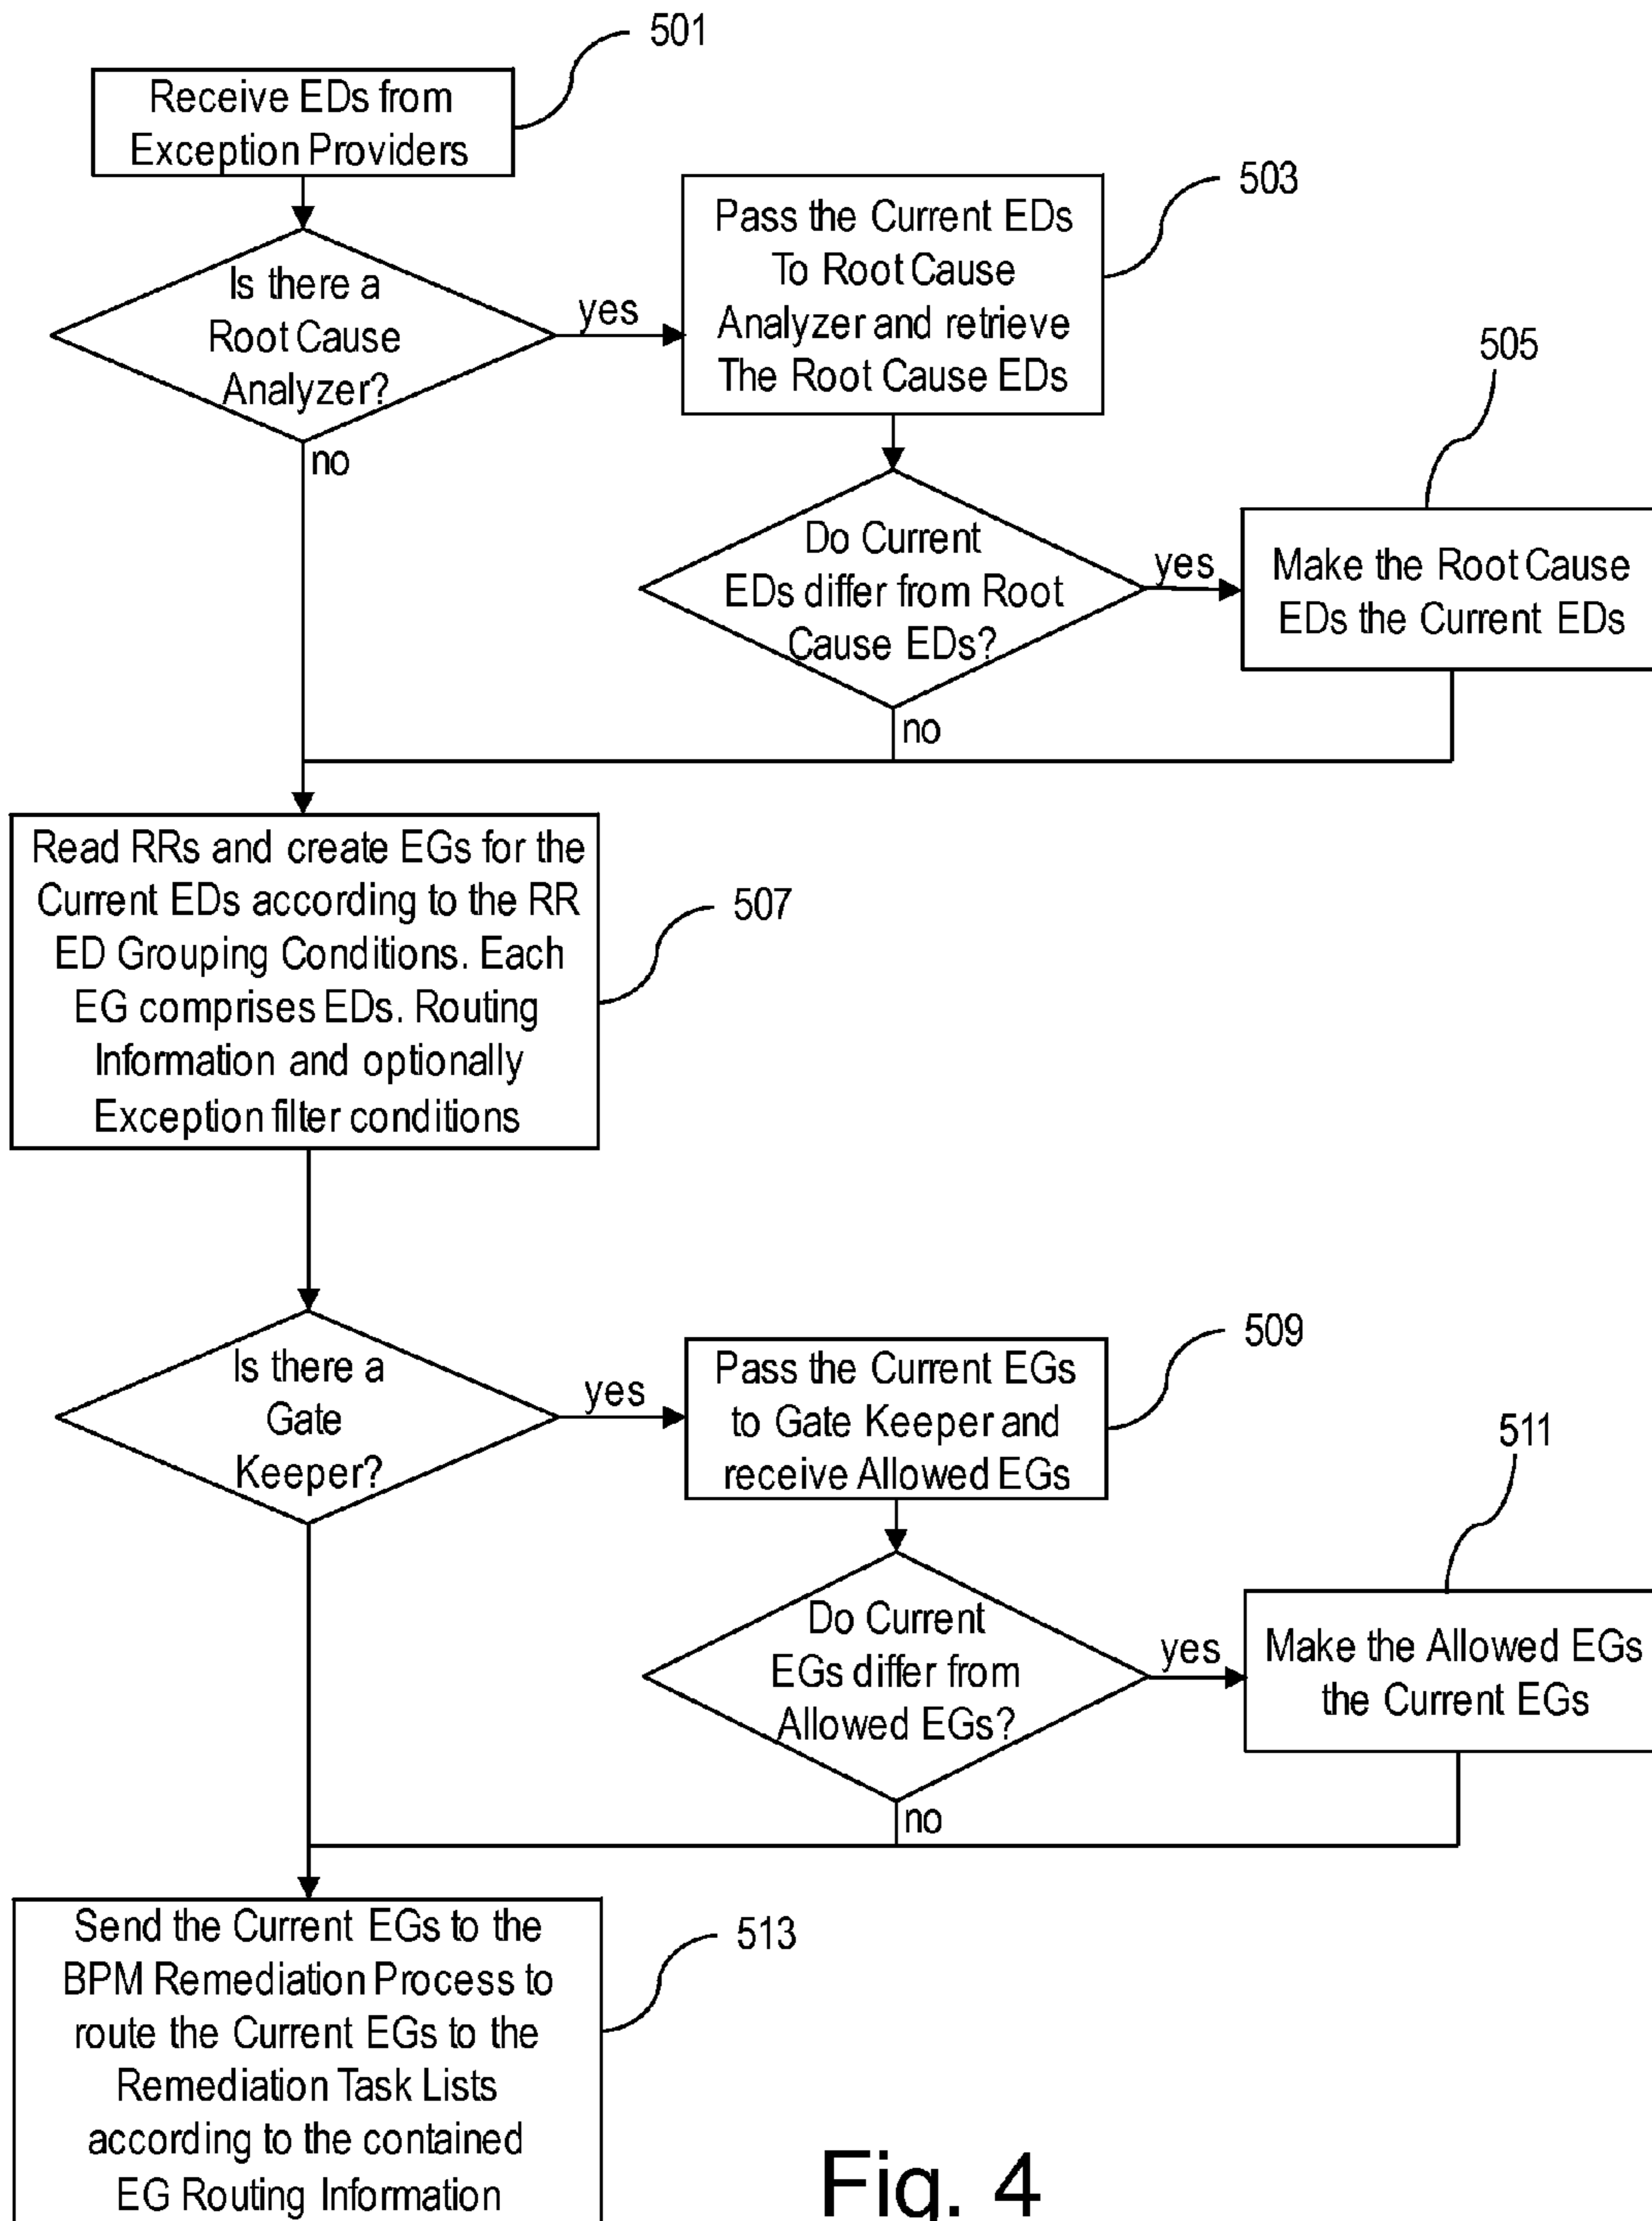 501
Receive EDs from
Exception Providers
503
Pass the Current EDs
To Root Cause
Analyzer and retrieve
The Root Cause EDs
Is there a
Root Cause
Analyzer?
yes
no
505
Do Current
EDs differ from Root
Cause EDs?
yes
no
Make the Root Cause
EDs the Current EDs
Read RRs and create EGs for the
Current EDs according to the RR
ED Grouping Conditions. Each
EG comprises EDs. Routing
Information and optionally
Exception filter conditions
507
Is there a
Gate
Keeper?
yes
509
Pass the Current EGs
to Gate Keeper and
receive Allowed EGs
511
Do Current
EGs differ from
Allowed EGs?
yes
no
Make the Allowed EGs
the Current EGs
513
Send the Current EGs to the
BPM Remediation Process to
route the Current EGs to the
Remediation Task Lists
according to the contained
EG Routing Information
Fig. 4